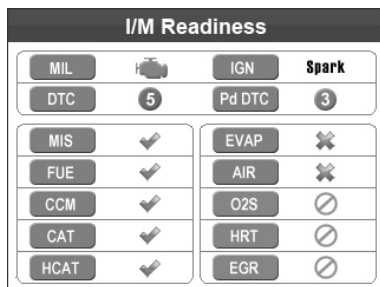 I/M Readiness
MIL IGN Spark
DTC 5 Pd DTC 3
MIS EVAP
FUE AIR
CCM O2S
CAT HRT
HCAT EGR